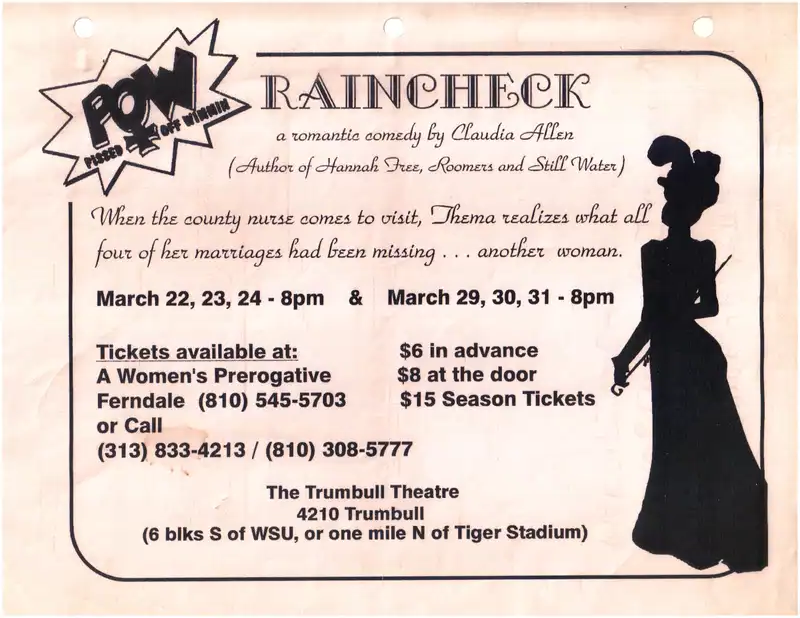 POW
PISSED OFF WIMMIN
RAINCHECK
a romantic comedy by Claudia Allen
(Author of Hannah Free, Roomers and Still Water)
When the county nurse comes to visit, Thema realizes what all
four of her marriages had been missing . . . another woman.
March 22, 23, 24 - 8pm & March 29, 30, 31 - 8pm
Tickets available at:
A Women's Prerogative
Ferndale (810) 545-5703
or Call
(313) 833-4213 / (810) 308-5777
$6 in advance
$8 at the door
$15 Season Tickets
The Trumbull Theatre
4210 Trumbull
(6 blks S of WSU, or one mile N of Tiger Stadium)